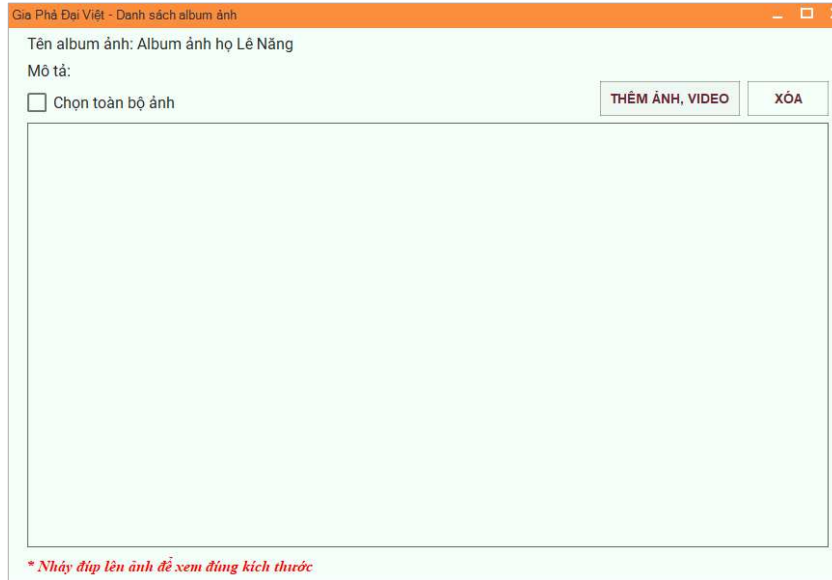 Gia Phả Đại Việt - Danh sách album ảnh
Tên album ảnh: Album ảnh họ Lê Năng
Mô tả:
Chọn toàn bộ ảnh
THÊM ẢNH, VIDEO
XÓA
* Nháy đúp lên ảnh để xem đúng kích thước